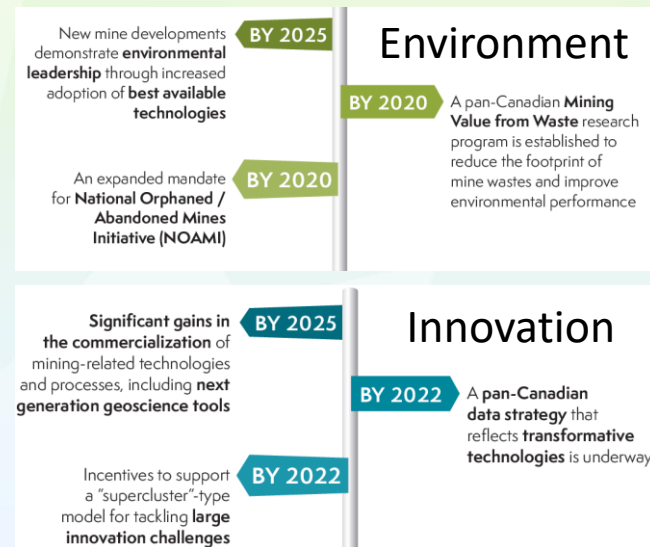 Environment
New mine developments
demonstrate environmental
leadership through increased
adoption of best available
technologies
BY 2025
BY 2020
A pan-Canadian Mining
Value from Waste research
program is established to
reduce the footprint of
mine wastes and improve
environmental performance
An expanded mandate
for National Orphaned /
Abandoned Mines
Initiative (NOAMI)
BY 2020
Innovation
Significant gains in
the commercialization of
mining-related technologies
and processes, including next
generation geoscience tools
BY 2025
BY 2022
A pan-Canadian
data strategy that
reflects transformative
technologies is underway
Incentives to support
a "supercluster"-type
model for tackling large
innovation challenges
BY 2022